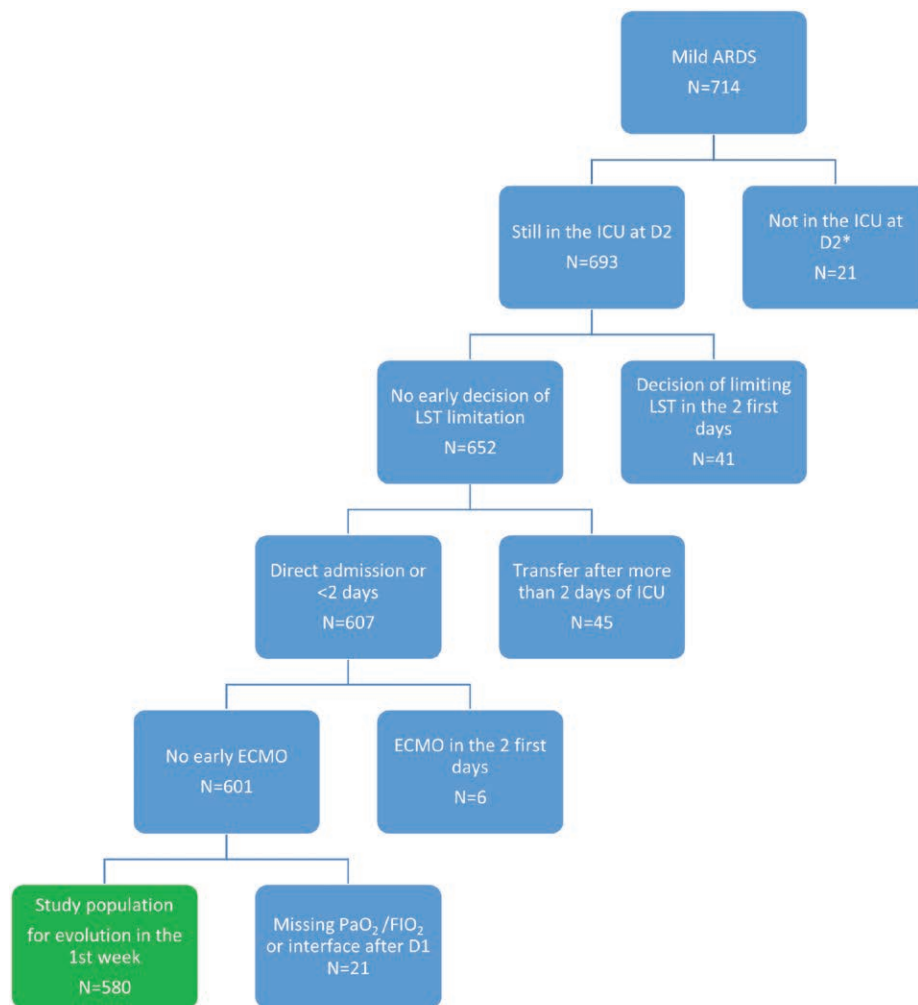 Mild ARDS
N=714
Still in the ICU at D2
N=693
Not in the ICU at
D2*
N=21
No early decision of
LST limitation
N=652
Decision of limiting
LST in the 2 first
days
N=41
Direct admission or
<2 days
N=607
Transfer after more
than 2 days of ICU
N=45
No early ECMO
N=601
ECMO in the 2 first
days
N=6
Study population
for evolution in the
1st week
N=580
Missing PaO₂/FIO₂
or interface after D1
N=21